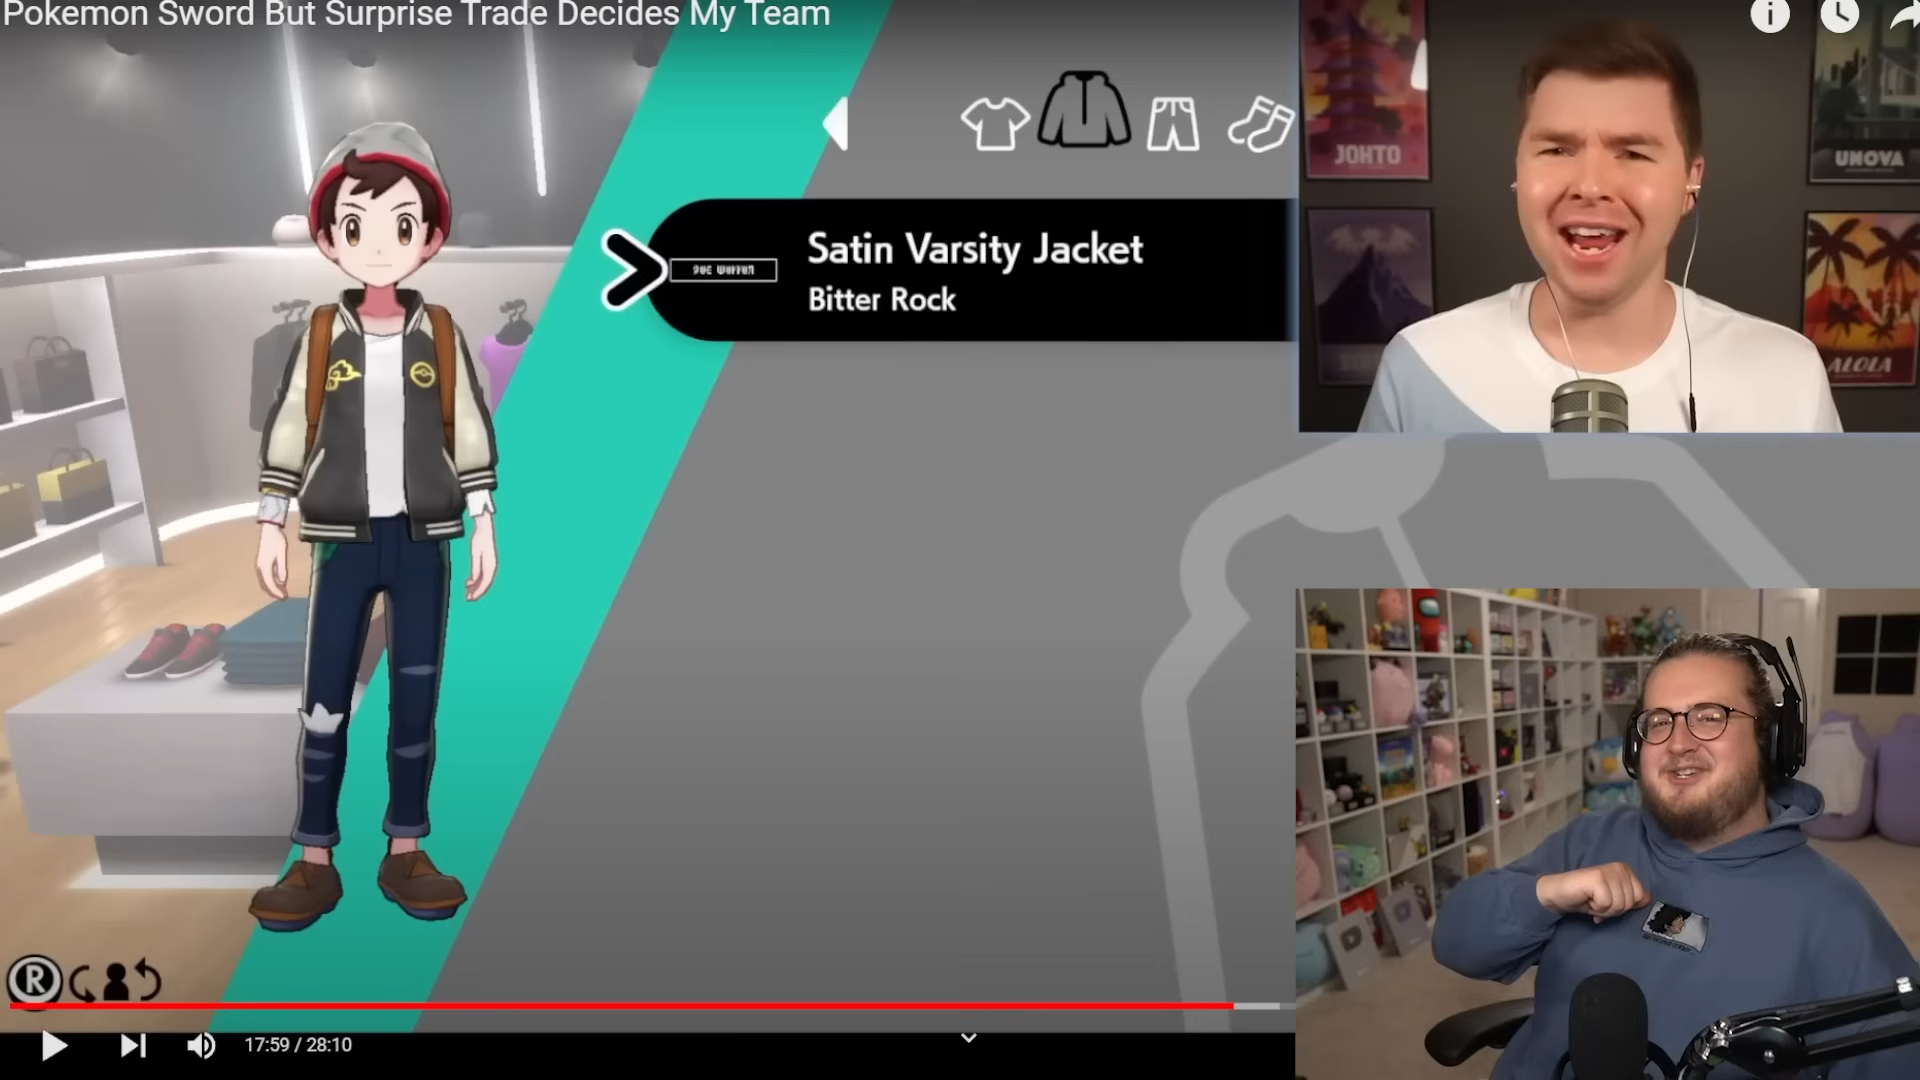 Pokemon Sword But Surprise Trade Decides My Team
JOHTO
UNOVA
Satin Varsity Jacket
Bitter Rock
ALOLA
R
17:59 / 28:10